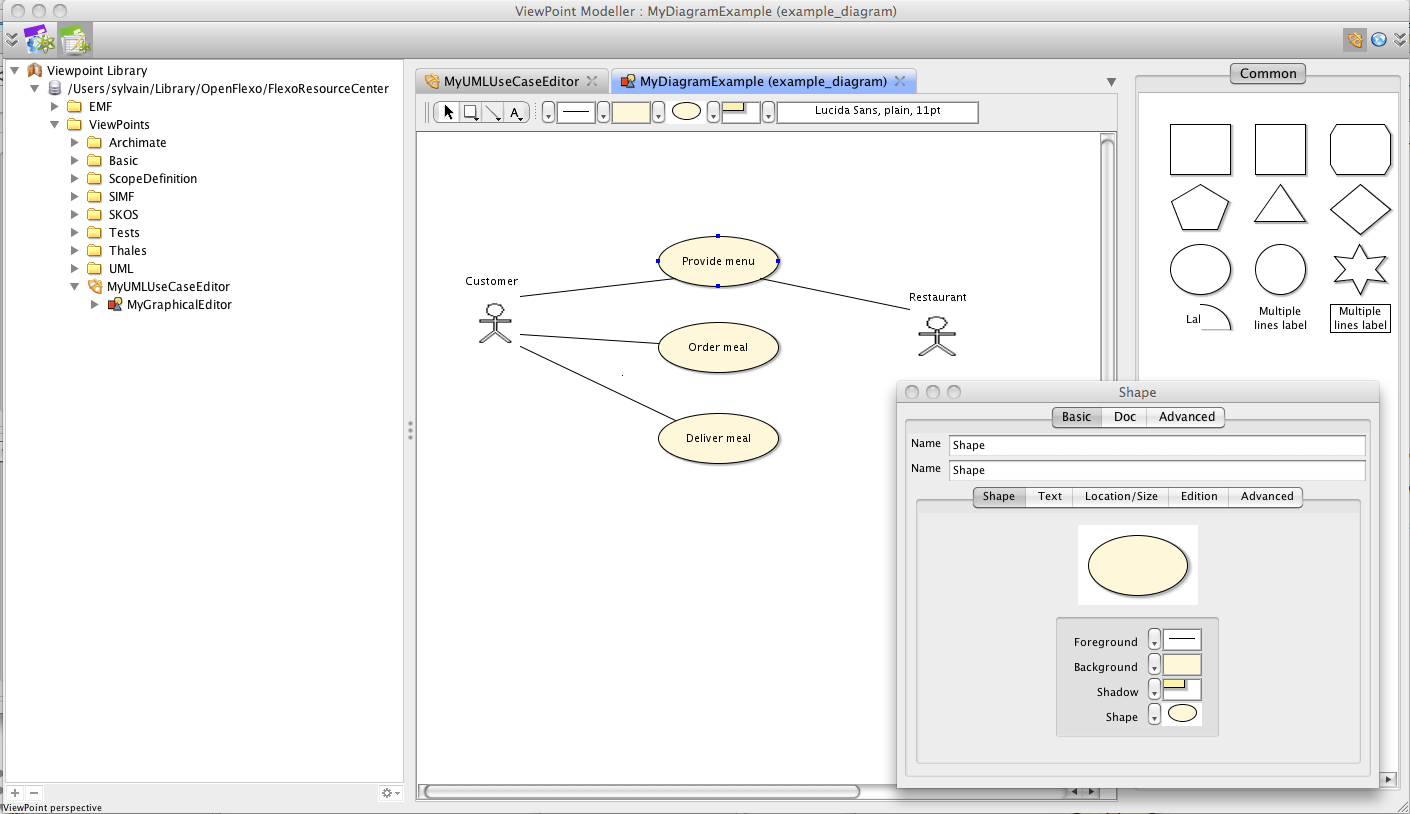 ViewPoint Modeller : MyDiagramExample (example_diagram)
Viewpoint Library
/Users/sylvain/Library/OpenFlexo/FlexoResourceCenter
EMF
ViewPoints
Archimate
Basic
ScopeDefinition
SIMF
SKOS
Tests
Thales
UML
MyUMLUseCaseEditor
MyGraphicalEditor
ViewPoint perspective
MyUMLUseCaseEditor
MyDiagramExample (example_diagram)
A
Lucida Sans, plain, 11pt
Provide menu
Customer
Restaurant
Order meal
Deliver meal
Common
Lal
Multiple
lines label
Multiple
lines label
Shape
Basic Doc Advanced
Name Shape
Name Shape
Shape Text Location/Size Edition Advanced
Foreground
Background
Shadow
Shape